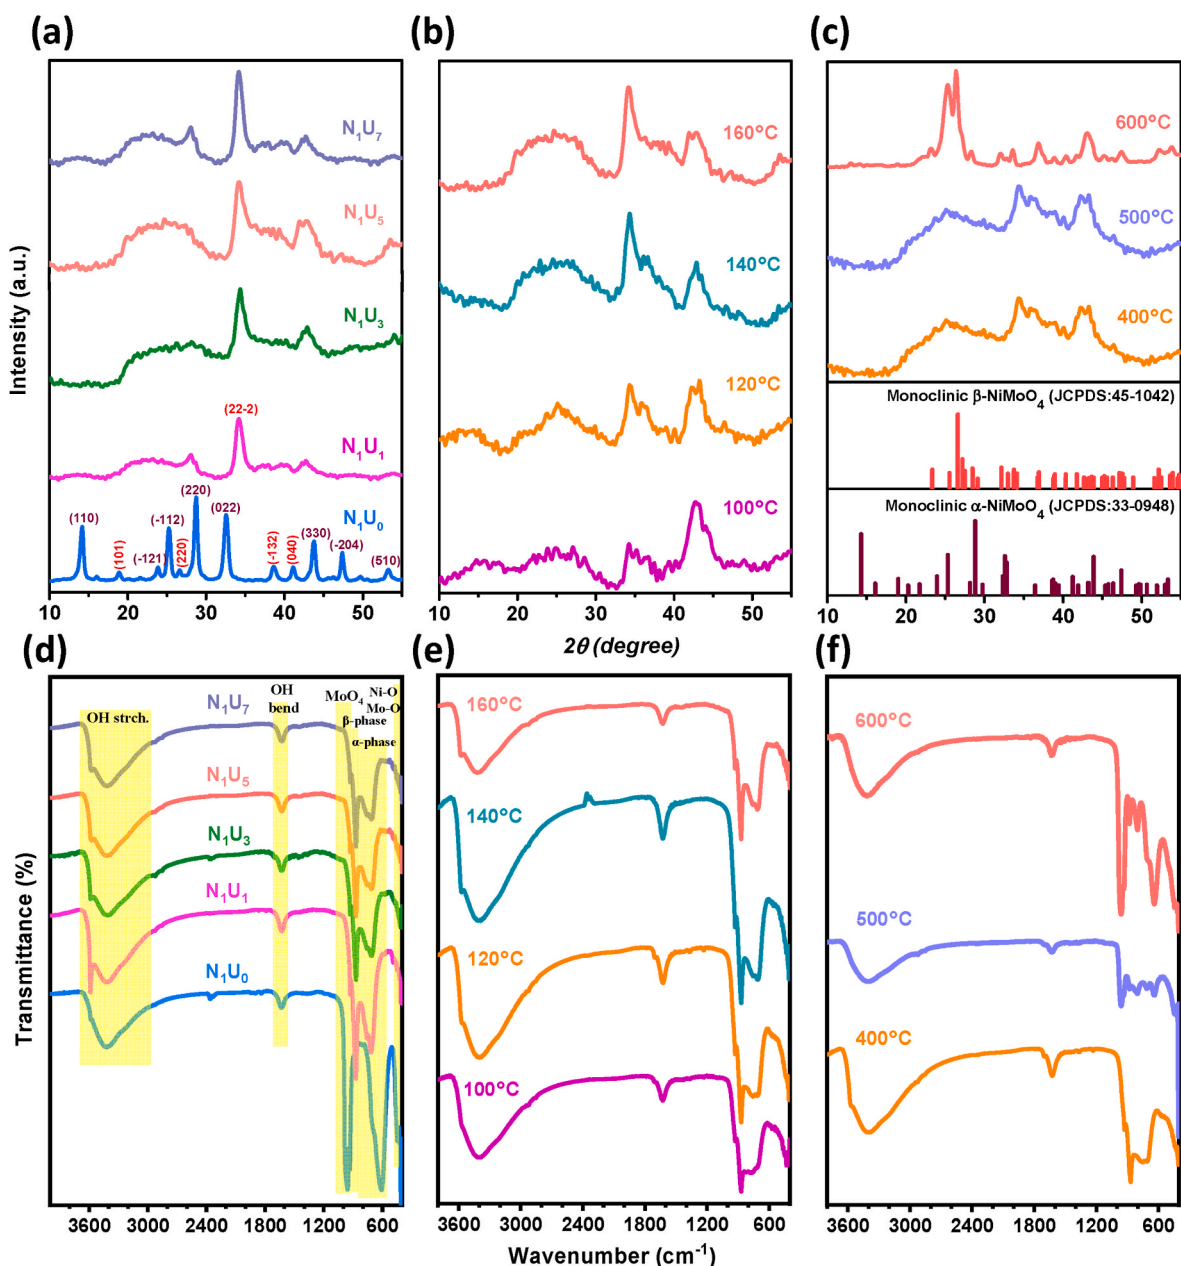 (a)
(b)
(c)
Intensity (a.u.)
N₁U₇
N₁U₅
N₁U₃
N₁U₁
N₁U₀
(22-2)
(110)
(101)
(-121)
(-112)
(220)
(220)
(022)
(-132)
(040)
(330)
(-204)
(510)
10 20 30 40 50
160°C
140°C
120°C
100°C
10 20 30 40 50
2θ (degree)
600°C
500°C
400°C
Monoclinic β-NiMoO₄ (JCPDS:45-1042)
Monoclinic α-NiMoO₄ (JCPDS:33-0948)
10 20 30 40 50
(d)
(e)
(f)
Transmittance (%)
OH strch.
OH
bend
MoO₄
β-phase
α-phase
Ni-O
Mo-O
N₁U₇
N₁U₅
N₁U₃
N₁U₁
N₁U₀
3600 3000 2400 1800 1200 600
160°C
140°C
120°C
100°C
3600 3000 2400 1800 1200 600
Wavenumber (cm⁻¹)
600°C
500°C
400°C
3600 3000 2400 1800 1200 600